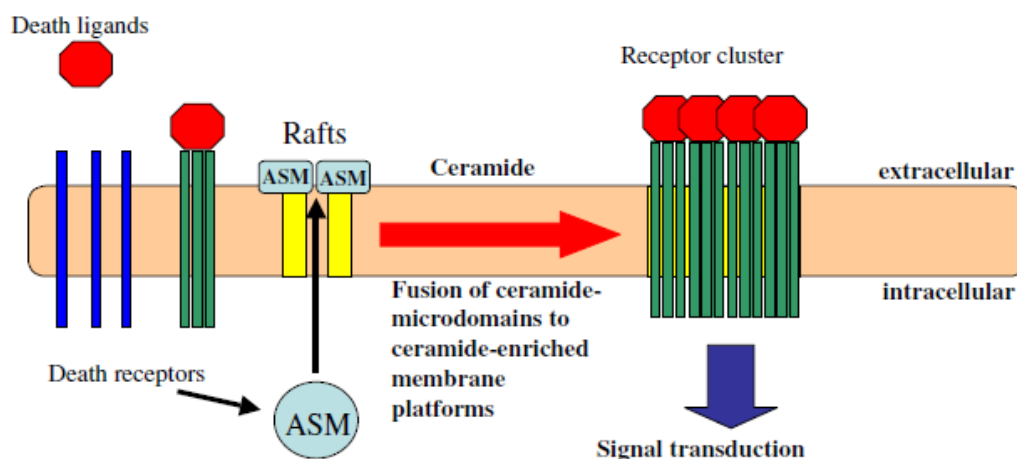 Death ligands
Receptor cluster
Rafts
ASM
ASM
Ceramide
extracellular
intracellular
Fusion of ceramide-
microdomains to
ceramide-enriched
membrane
platforms
Death receptors
ASM
Signal transduction